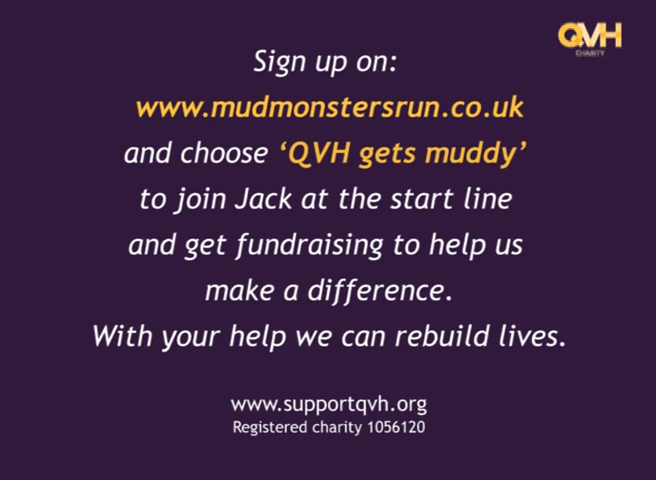 QVH
CHARITY
Sign up on:
www.mudmonstersrun.co.uk
and choose ‘QVH gets muddy’
to join Jack at the start line
and get fundraising to help us
make a difference.
With your help we can rebuild lives.
www.supportqvh.org
Registered charity 1056120